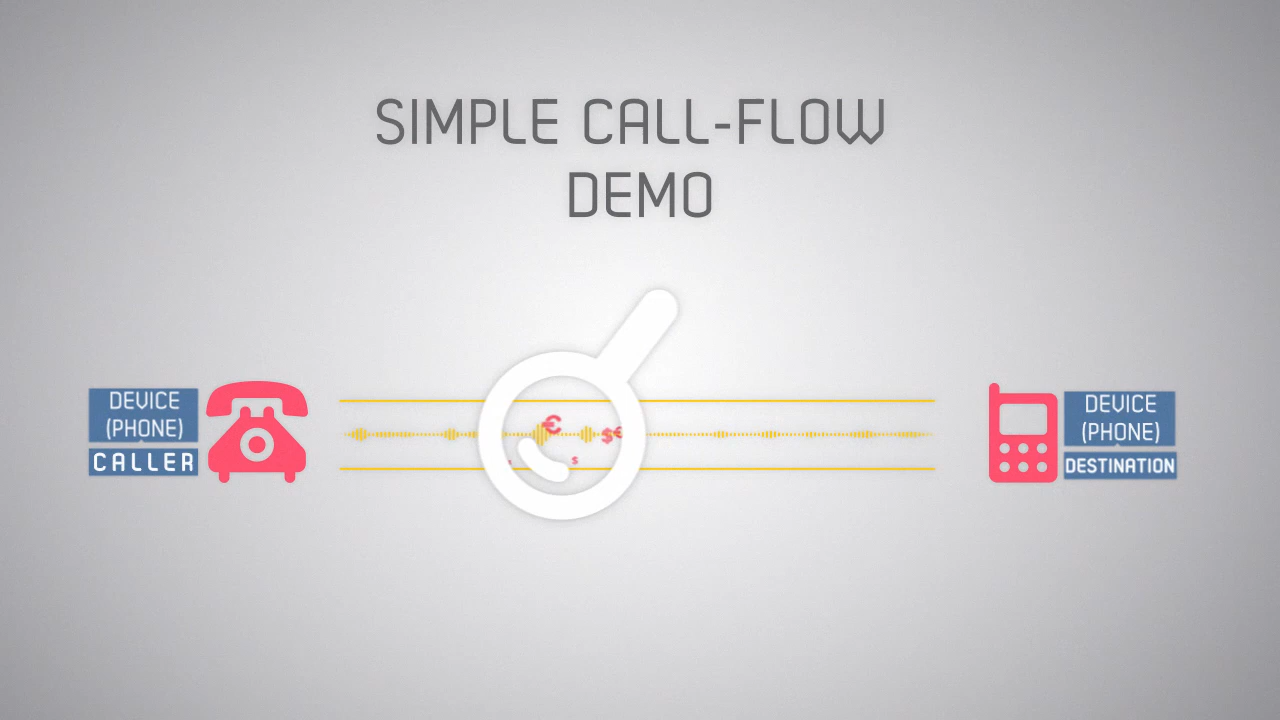 SIMPLE CALL-FLOW
DEMO
DEVICE
(PHONE)
CALLER
€
$€
$
DEVICE
(PHONE)
DESTINATION